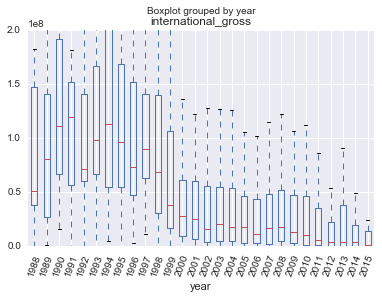 Boxplot grouped by year
international_gross
1e8
2.0
1.5
1.0
0.5
0.0
1988 1989 1990 1991 1992 1993 1994 1995 1996 1997 1998 1999 2000 2001 2002 2003 2004 2005 2006 2007 2008 2009 2010 2011 2012 2013 2014 2015
year